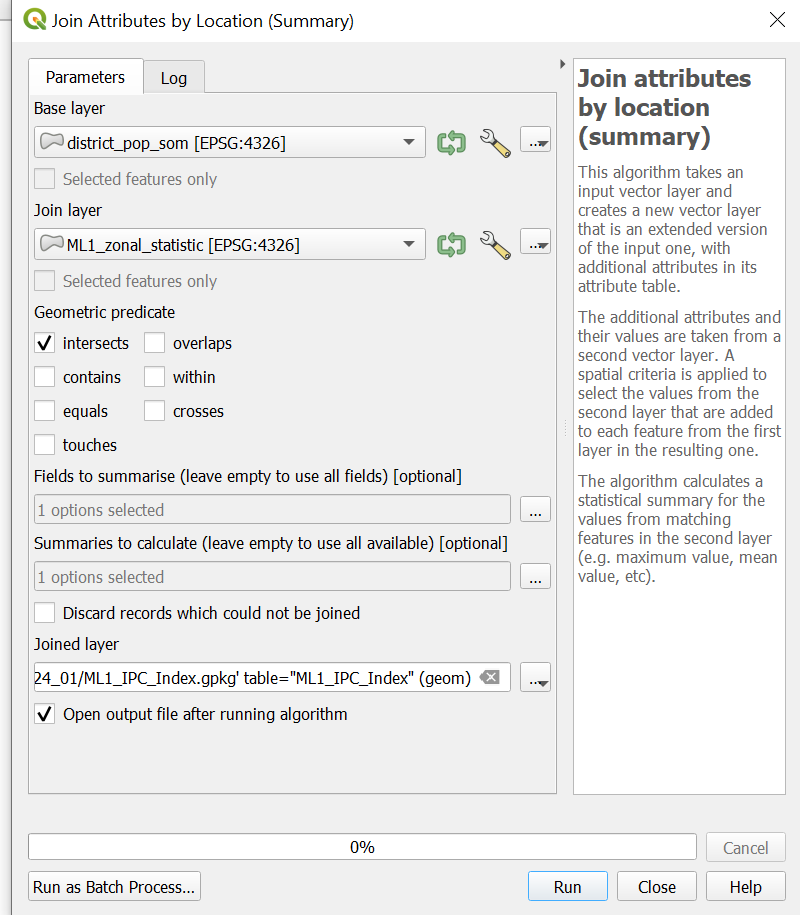 Join Attributes by Location (Summary)
Parameters
Log
Base layer
district_pop_som [EPSG:4326]
...
Selected features only
Join layer
ML1_zonal_statistic [EPSG:4326]
...
Selected features only
Geometric predicate
intersects
overlaps
contains
within
equals
crosses
touches
Fields to summarise (leave empty to use all fields) [optional]
1 options selected
...
Summaries to calculate (leave empty to use all available) [optional]
1 options selected
...
Discard records which could not be joined
Joined layer
24_01/ML1_IPC_Index.gpkg' table="ML1_IPC_Index" (geom)
...
Open output file after running algorithm
Join attributes
by location
(summary)
This algorithm takes an
input vector layer and
creates a new vector layer
that is an extended version
of the input one, with
additional attributes in its
attribute table.
The additional attributes and
their values are taken from a
second vector layer. A
spatial criteria is applied to
select the values from the
second layer that are added
to each feature from the first
layer in the resulting one.
The algorithm calculates a
statistical summary for the
values from matching
features in the second layer
(e.g. maximum value, mean
value, etc).
0%
Cancel
Run as Batch Process...
Run
Close
Help